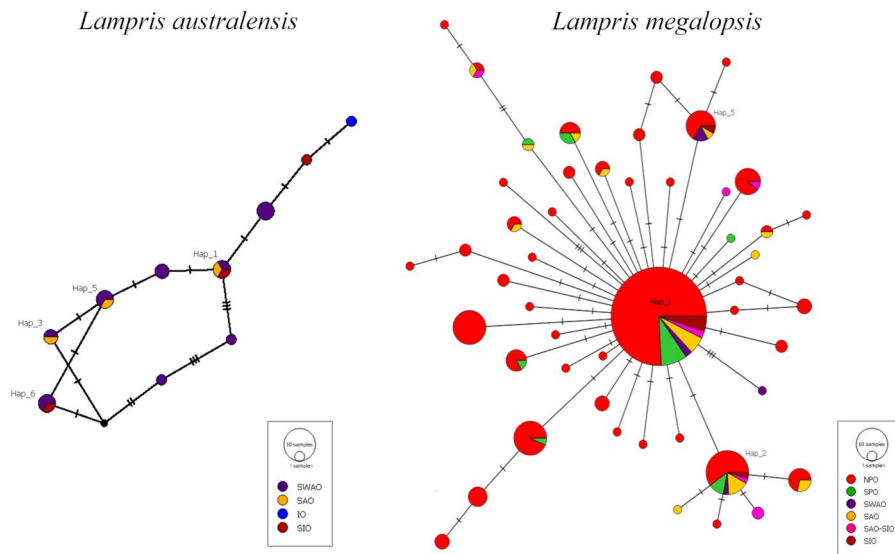 Lampris australensis
Lampris megalopsis
Hap_1
Hap_5
Hap_3
Hap_6
10 samples
1 samples
SWAO
SAO
IO
SIO
Hap_5
Hap_1
Hap_2
10 samples
1 samples
NPO
SPO
SWAO
SAO
SAO-SIO
SIO